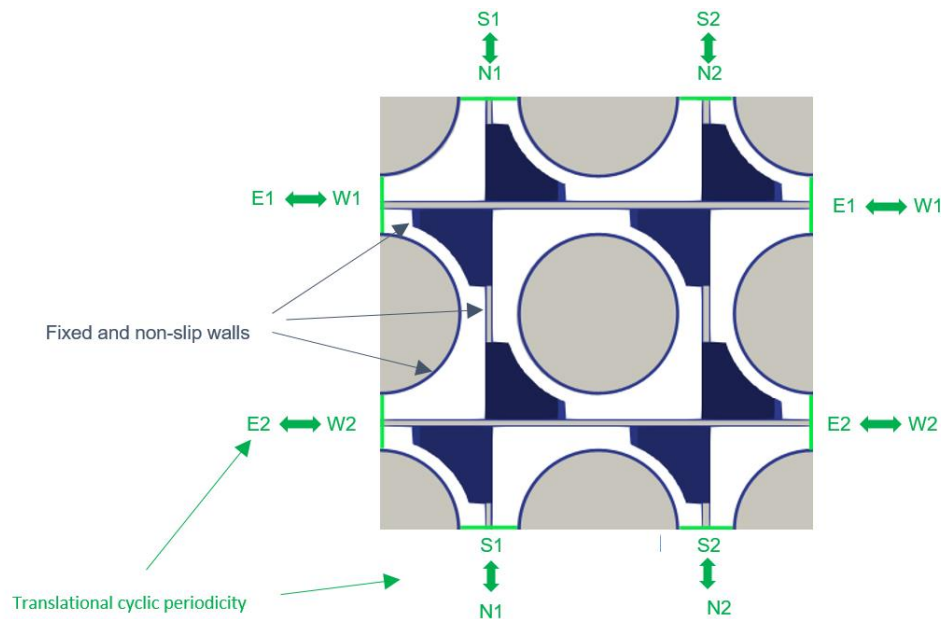 S1 S2
N1 N2
E1 W1
E1 W1
Fixed and non-slip walls
E2 W2
E2 W2
S1 S2
Translational cyclic periodicity
N1 N2